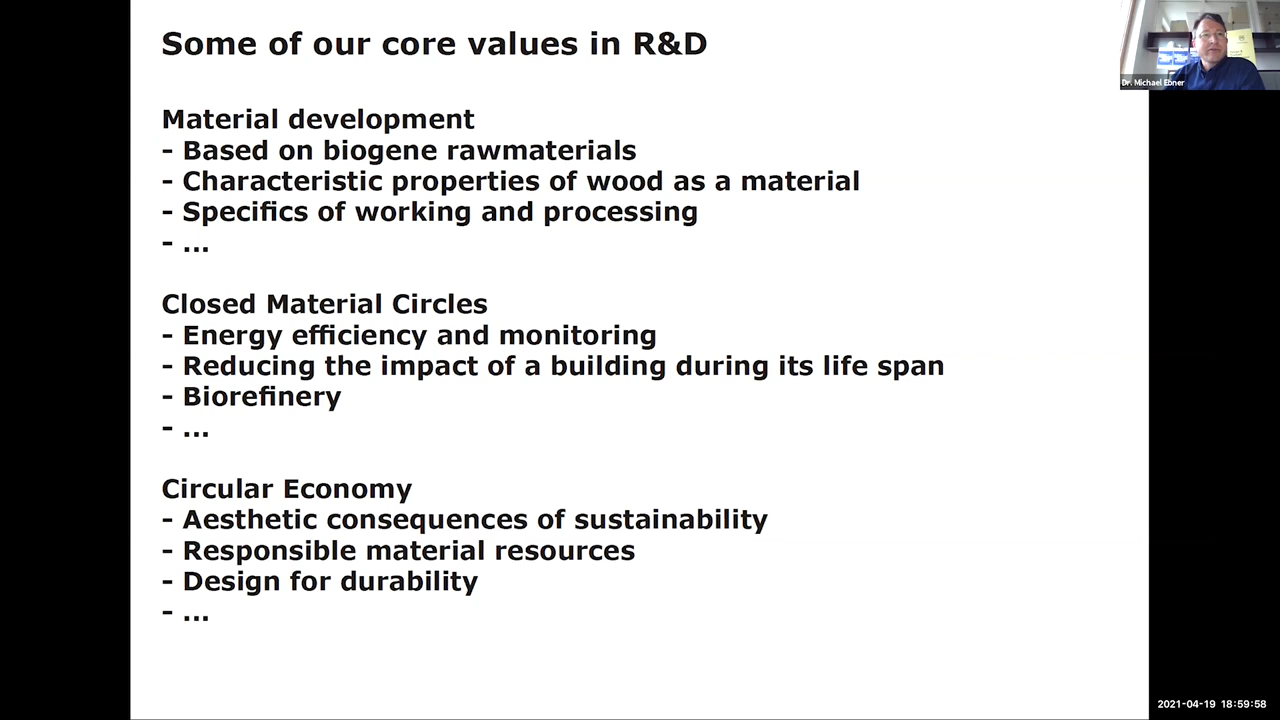 Some of our core values in R&D
Dr. Michael Ebner
Material development
- Based on biogene rawmaterials
- Characteristic properties of wood as a material
- Specifics of working and processing
- ...
Closed Material Circles
- Energy efficiency and monitoring
- Reducing the impact of a building during its life span
- Biorefinery
- ...
Circular Economy
- Aesthetic consequences of sustainability
- Responsible material resources
- Design for durability
- ...
2021-04-19 18:59:58